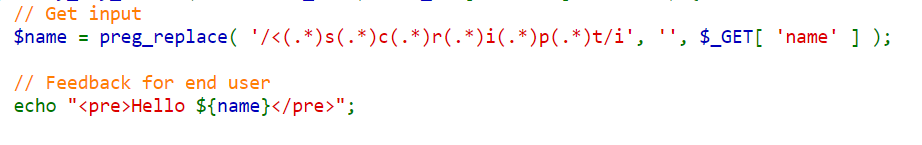 // Get input
$name = preg_replace( '/<(.*)s(.*)c(.*)r(.*)i(.*)p(.*)t/i', '', $_GET[ 'name' ] );
// Feedback for end user
echo "<pre>Hello ${name}</pre>";